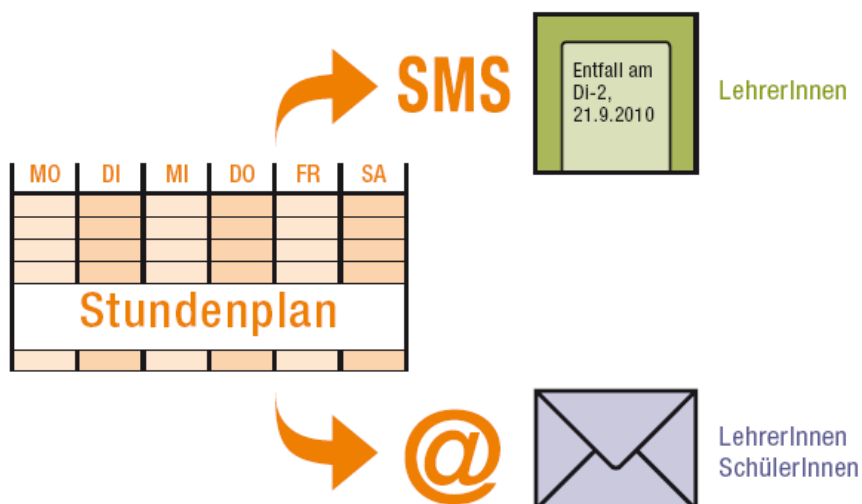 SMS
Entfall am
Di-2,
21.9.2010
LehrerInnen
MO DI MI DO FR SA
Stundenplan
@
LehrerInnen
SchülerInnen